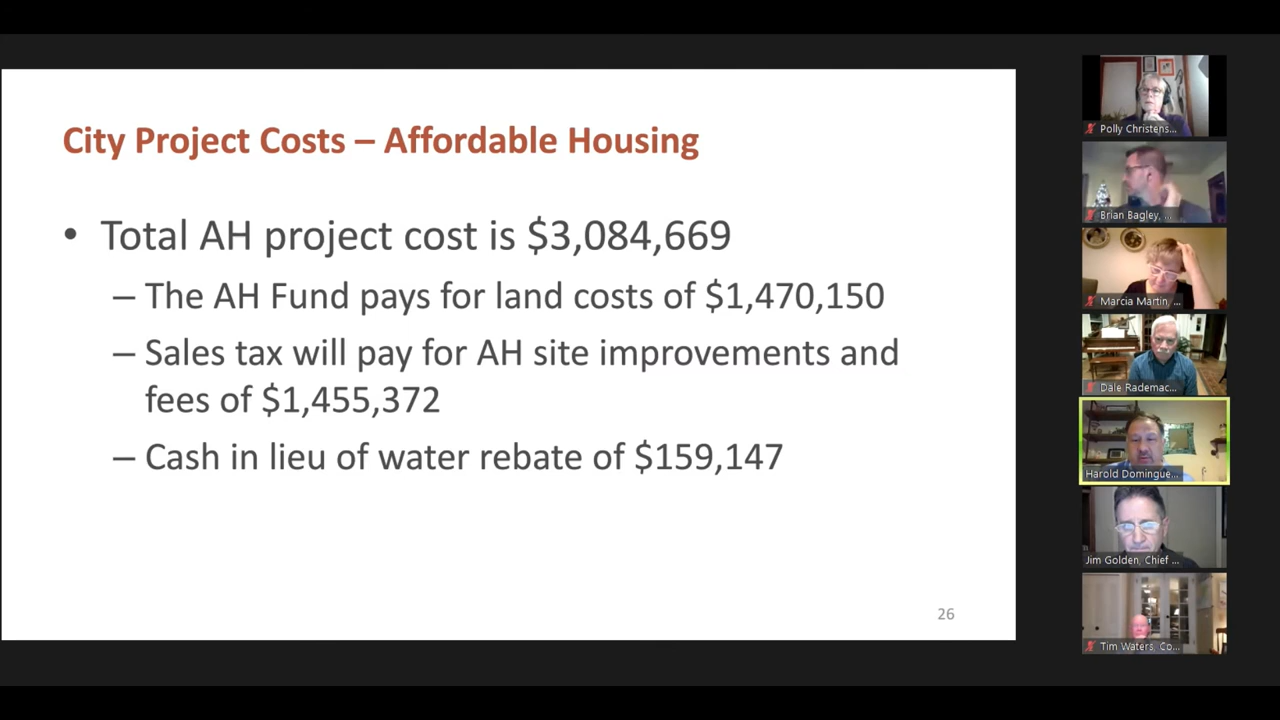 City Project Costs – Affordable Housing
• Total AH project cost is $3,084,669
– The AH Fund pays for land costs of $1,470,150
– Sales tax will pay for AH site improvements and
fees of $1,455,372
– Cash in lieu of water rebate of $159,147
26
Polly Christens...
Brian Bagley, ...
Marcia Martin, ...
Dale Rademac...
Harold Domingue...
Jim Golden, Chief ...
Tim Waters, Co...